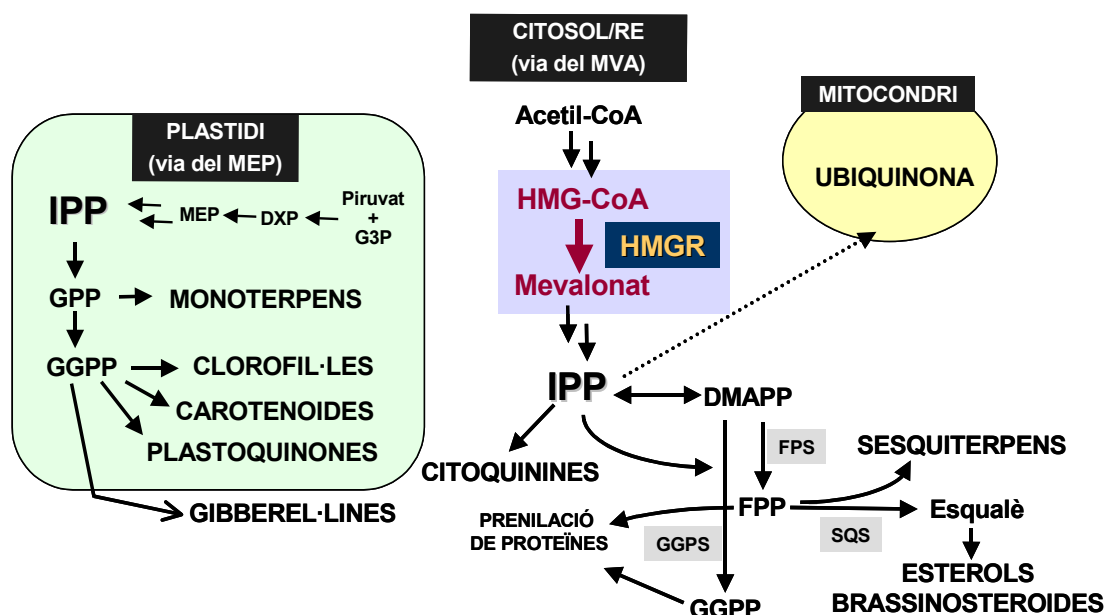 CITOSOL/RE
(via del MVA)
Acetil-CoA
HMG-CoA
HMGR
Mevalonat
IPP
DMAPP
CITOQUININES
FPS
FPP
SESQUITERPENS
SQS
Esqualè
ESTEROLS
BRASSINOSTEROIDES
PRENILACIÓ
DE PROTEÏNES
GGPS
GGPP
MITOCONDRI
UBIQUINONA
PLASTIDI
(via del MEP)
IPP
MEP
DXP
Piruvat
+
G3P
GPP
MONOTERPENS
GGPP
CLOROFIL·LES
CAROTENOIDES
PLASTOQUINONES
GIBBEREL·LINES